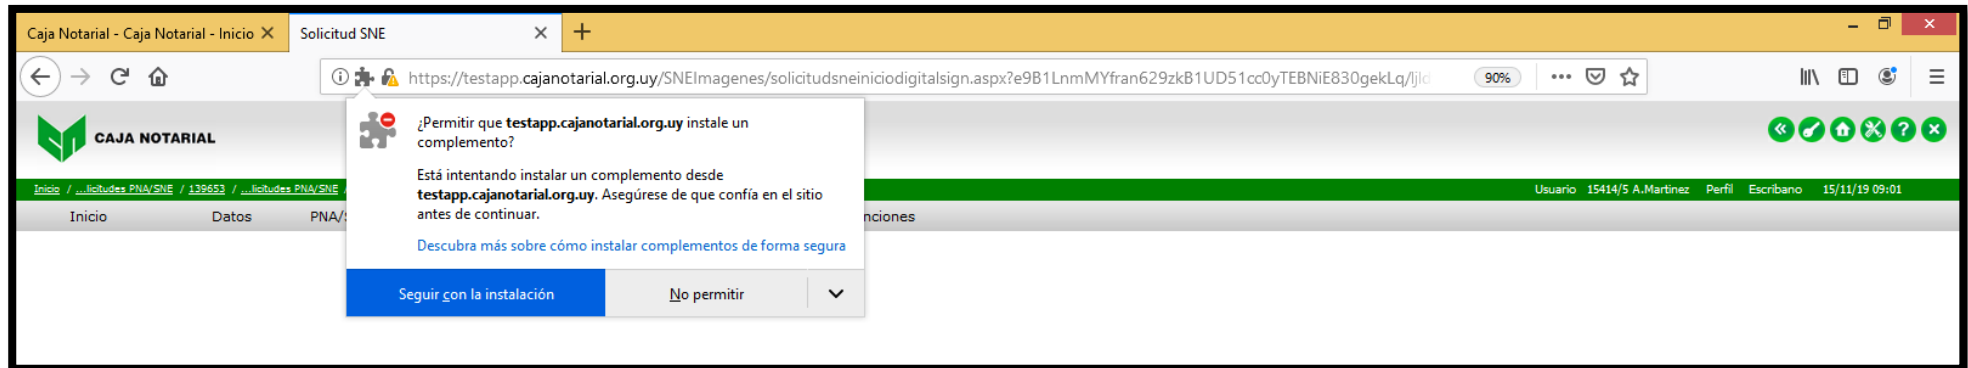 Caja Notarial - Caja Notarial - Inicio
Solicitud SNE
https://testapp.cajanotarial.org.uy/SNEImagenes/solicitudsneiniciodigitalsign.aspx?e9B1LnmMYfran629zkB1UD51cc0yTEBNiE830gekLq/ljld
90%
CAJA NOTARIAL
¿Permitir que testapp.cajanotarial.org.uy instale un
complemento?
Está intentando instalar un complemento desde
testapp.cajanotarial.org.uy. Asegúrese de que confía en el sitio
antes de continuar.
Descubra más sobre cómo instalar complementos de forma segura
Seguir con la instalación
No permitir
Inicio / ...licitudes PNA/SNE / 139653 / ...licitudes PNA/SNE /
Usuario 15414/5 A.Martinez Perfil Escribano 15/11/19 09:01
Inicio Datos PNA/S nciones